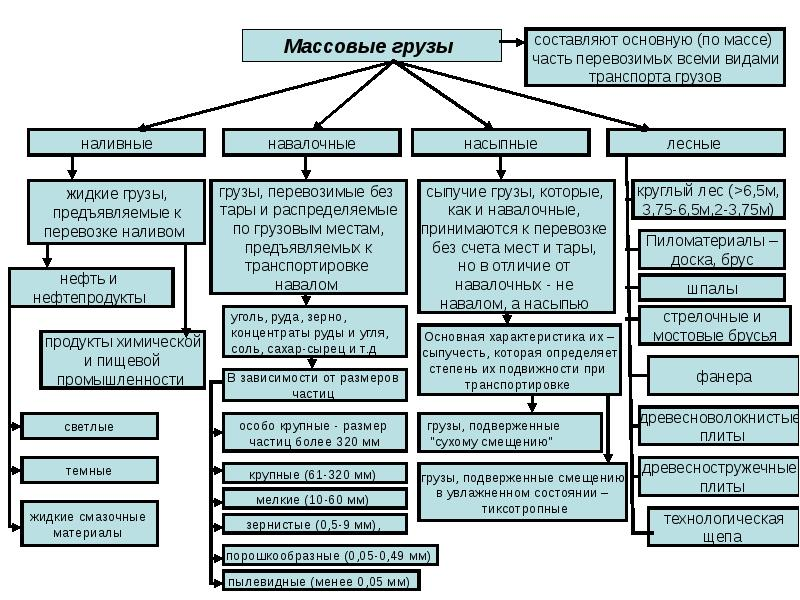 Массовые грузы
составляют основную (по массе)
часть перевозимых всеми видами
транспорта грузов
наливные
навалочные
насыпные
лесные
жидкие грузы,
предъявляемые к
перевозке наливом
нефть и
нефтепродукты
продукты химической
и пищевой
промышленности
светлые
темные
жидкие смазочные
материалы
грузы, перевозимые без
тары и распределяемые
по грузовым местам,
предъявляемых к
транспортировке
навалом
уголь, руда, зерно,
концентраты руды и угля,
соль, сахар-сырец и т.д
В зависимости от размеров
частиц
особо крупные - размер
частиц более 320 мм
крупные (61-320 мм)
мелкие (10-60 мм)
зернистые (0,5-9 мм),
порошкообразные (0,05-0,49 мм)
пылевидные (менее 0,05 мм)
сыпучие грузы, которые,
как и навалочные,
принимаются к перевозке
без счета мест и тары,
но в отличие от
навалочных - не
навалом, а насыпью
Основная характеристика их –
сыпучесть, которая определяет
степень их подвижности при
транспортировке
грузы, подверженные
"сухому смещению"
грузы, подверженные смещению
в увлажненном состоянии –
тиксотропные
круглый лес (>6,5м,
3,75-6,5м,2-3,75м)
Пиломатериалы –
доска, брус
шпалы
стрелочные и
мостовые брусья
фанера
древесноволокнистые
плиты
древесностружечные
плиты
технологическая
щепа